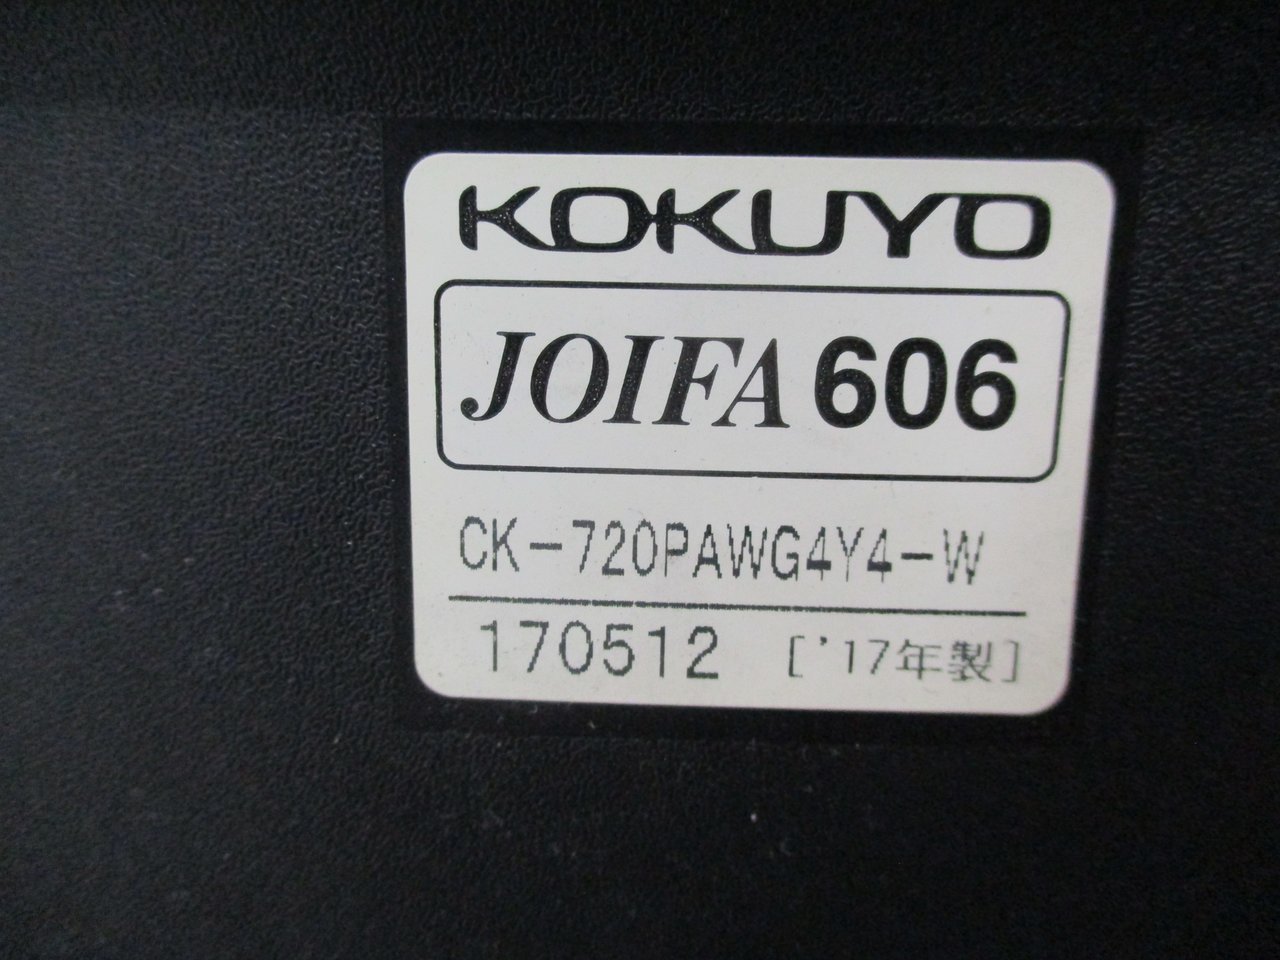 KOKUYO
JOIFA 606
CK-720PAWG4Y4-W
170512 ['17年製]